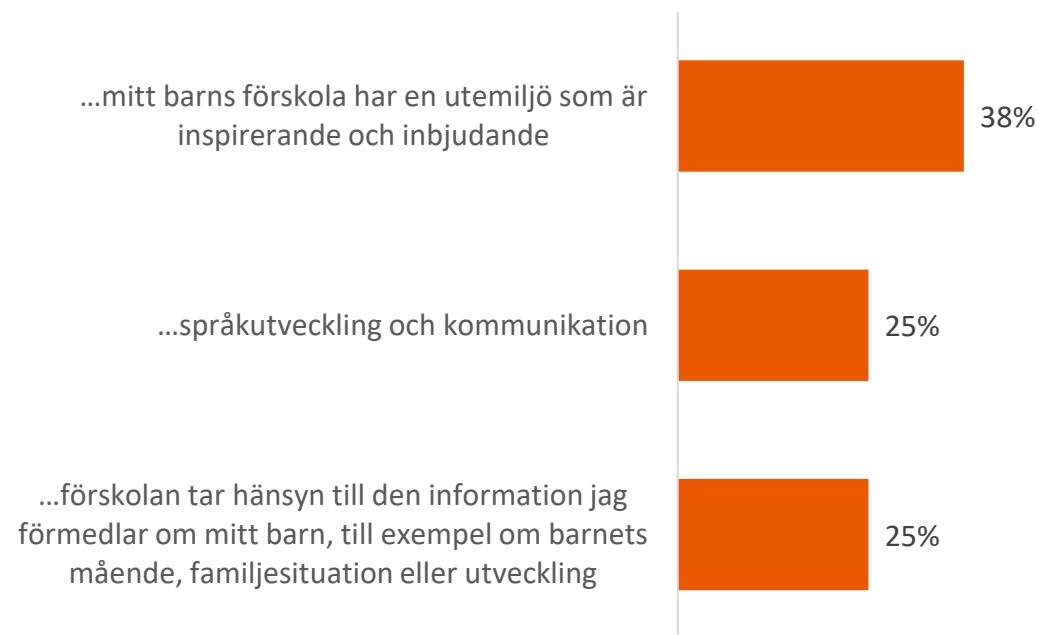 ...mitt barns förskola har en utemiljö som är
inspirerande och inbjudande
38%
...språkutveckling och kommunikation
25%
...förskolan tar hänsyn till den information jag
förmedlar om mitt barn, till exempel om barnets
mående, familjesituation eller utveckling
25%